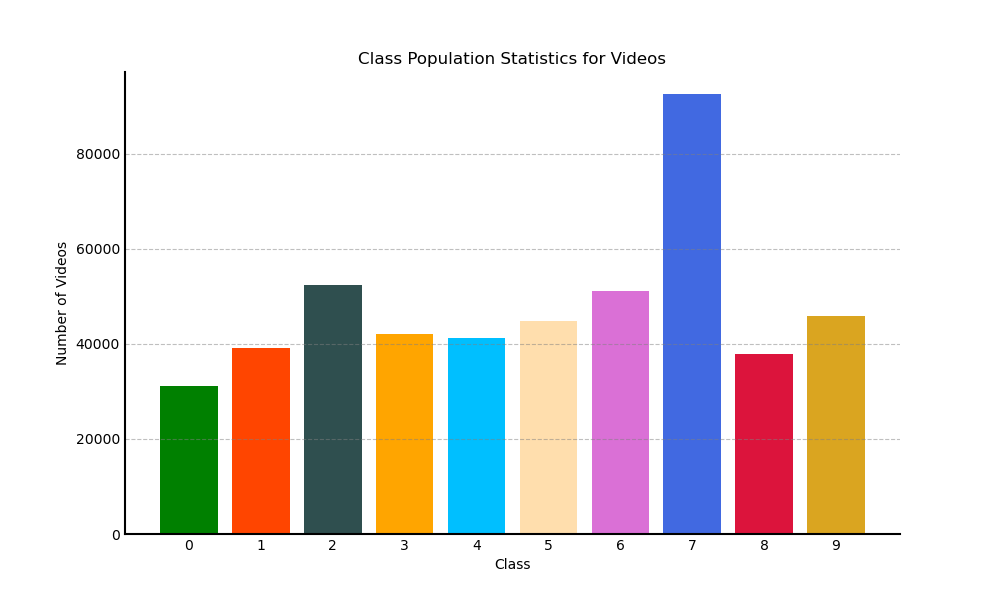 Class Population Statistics for Videos
Number of Videos
80000
60000
40000
20000
0
0 1 2 3 4 5 6 7 8 9
Class